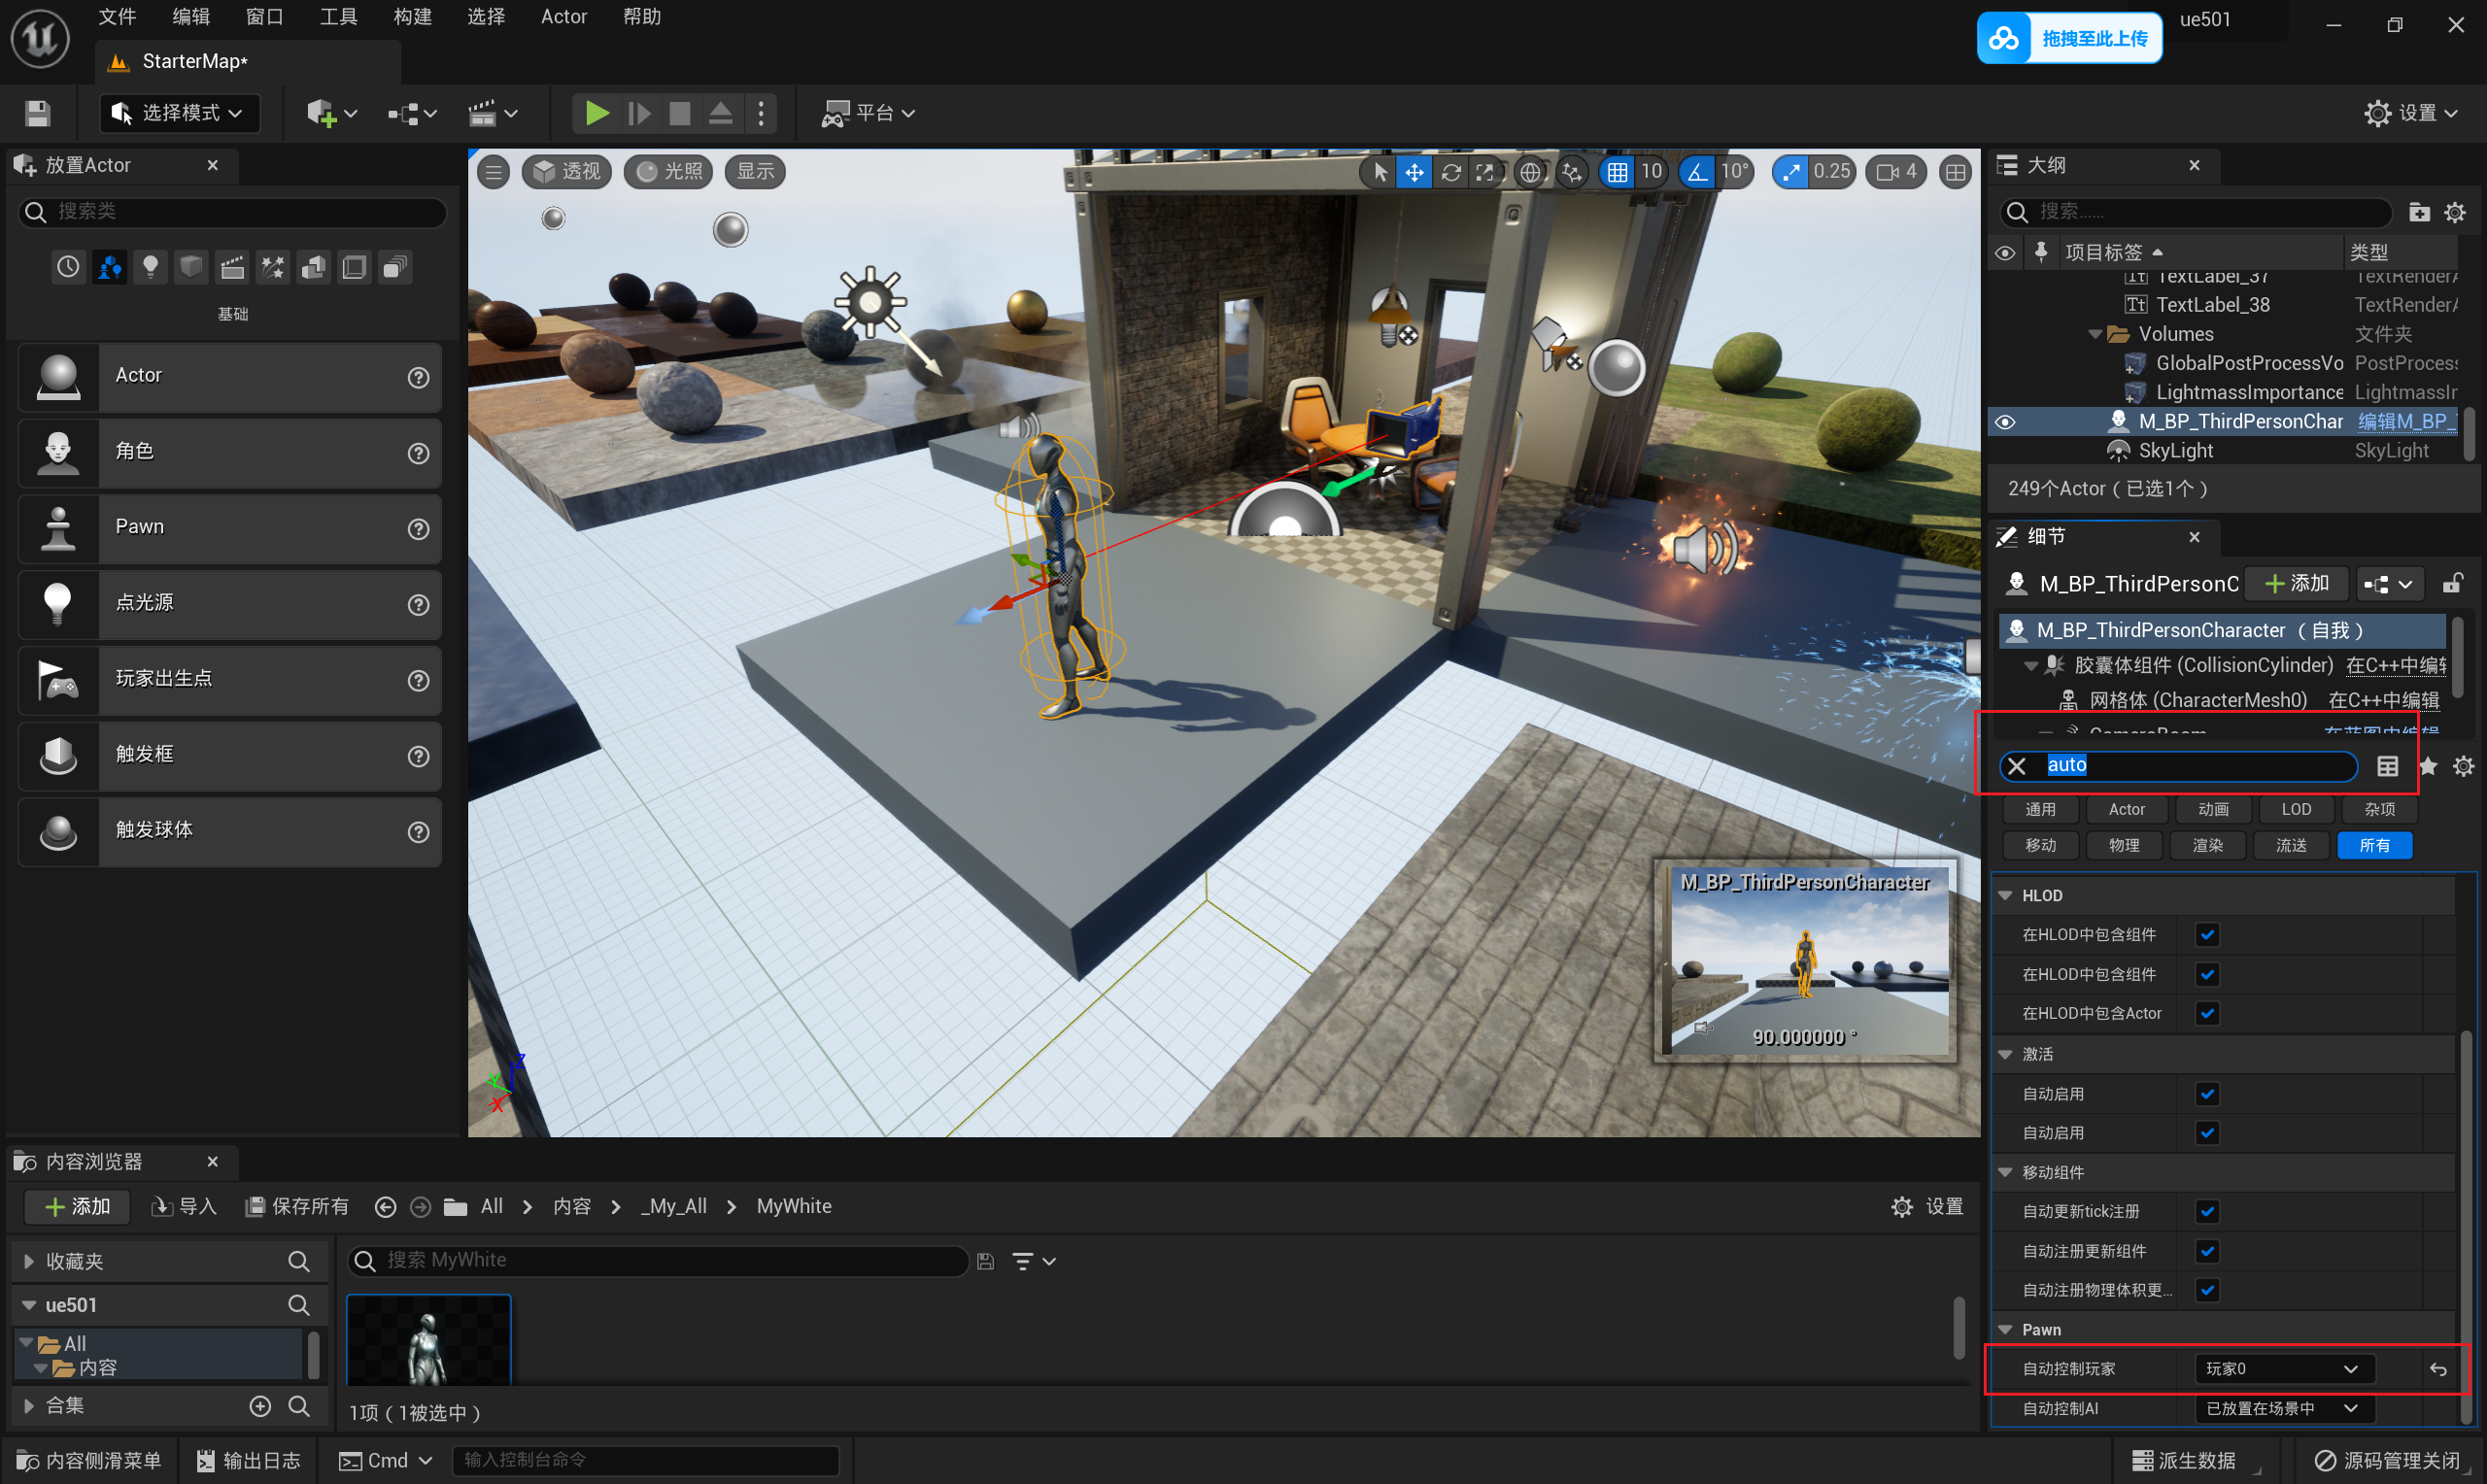 文件 编辑 窗口 工具 构建 选择 Actor 帮助
拖拽至此上传
ue501
StarterMap*
选择模式
平台
设置
放置Actor
搜索类
基础
Actor
角色
Pawn
点光源
玩家出生点
触发框
触发球体
透视 光照 显示
10 10° 0.25 4
M_BP_ThirdPersonCharacter
90.000000 °
Z
Y
X
大纲
搜索……
项目标签 类型
TextLabel_37 TextRenderA
TextLabel_38 TextRenderA
Volumes 文件夹
GlobalPostProcessVo PostProcess
LightmassImportance LightmassIm
M_BP_ThirdPersonChar 编辑M_BP_
SkyLight SkyLight
249个Actor（已选1个）
细节
M_BP_ThirdPersonC 添加
M_BP_ThirdPersonCharacter （自我）
胶囊体组件 (CollisionCylinder) 在C++中编辑
网格体 (CharacterMesh0) 在C++中编辑
CameraBoom 在蓝图中编辑
auto
通用 Actor 动画 LOD 杂项
移动 物理 渲染 流送 所有
HLOD
在HLOD中包含组件
在HLOD中包含组件
在HLOD中包含Actor
激活
自动启用
自动启用
移动组件
自动更新tick注册
自动注册更新组件
自动注册物理体积更...
Pawn
自动控制玩家 玩家0
自动控制AI 已放置在场景中
内容浏览器
添加 导入 保存所有 All 内容 _My_All MyWhite 设置
收藏夹
搜索 MyWhite
ue501
All
内容
合集
1项（1被选中）
内容侧滑菜单 输出日志 Cmd 输入控制台命令 派生数据 源码管理关闭